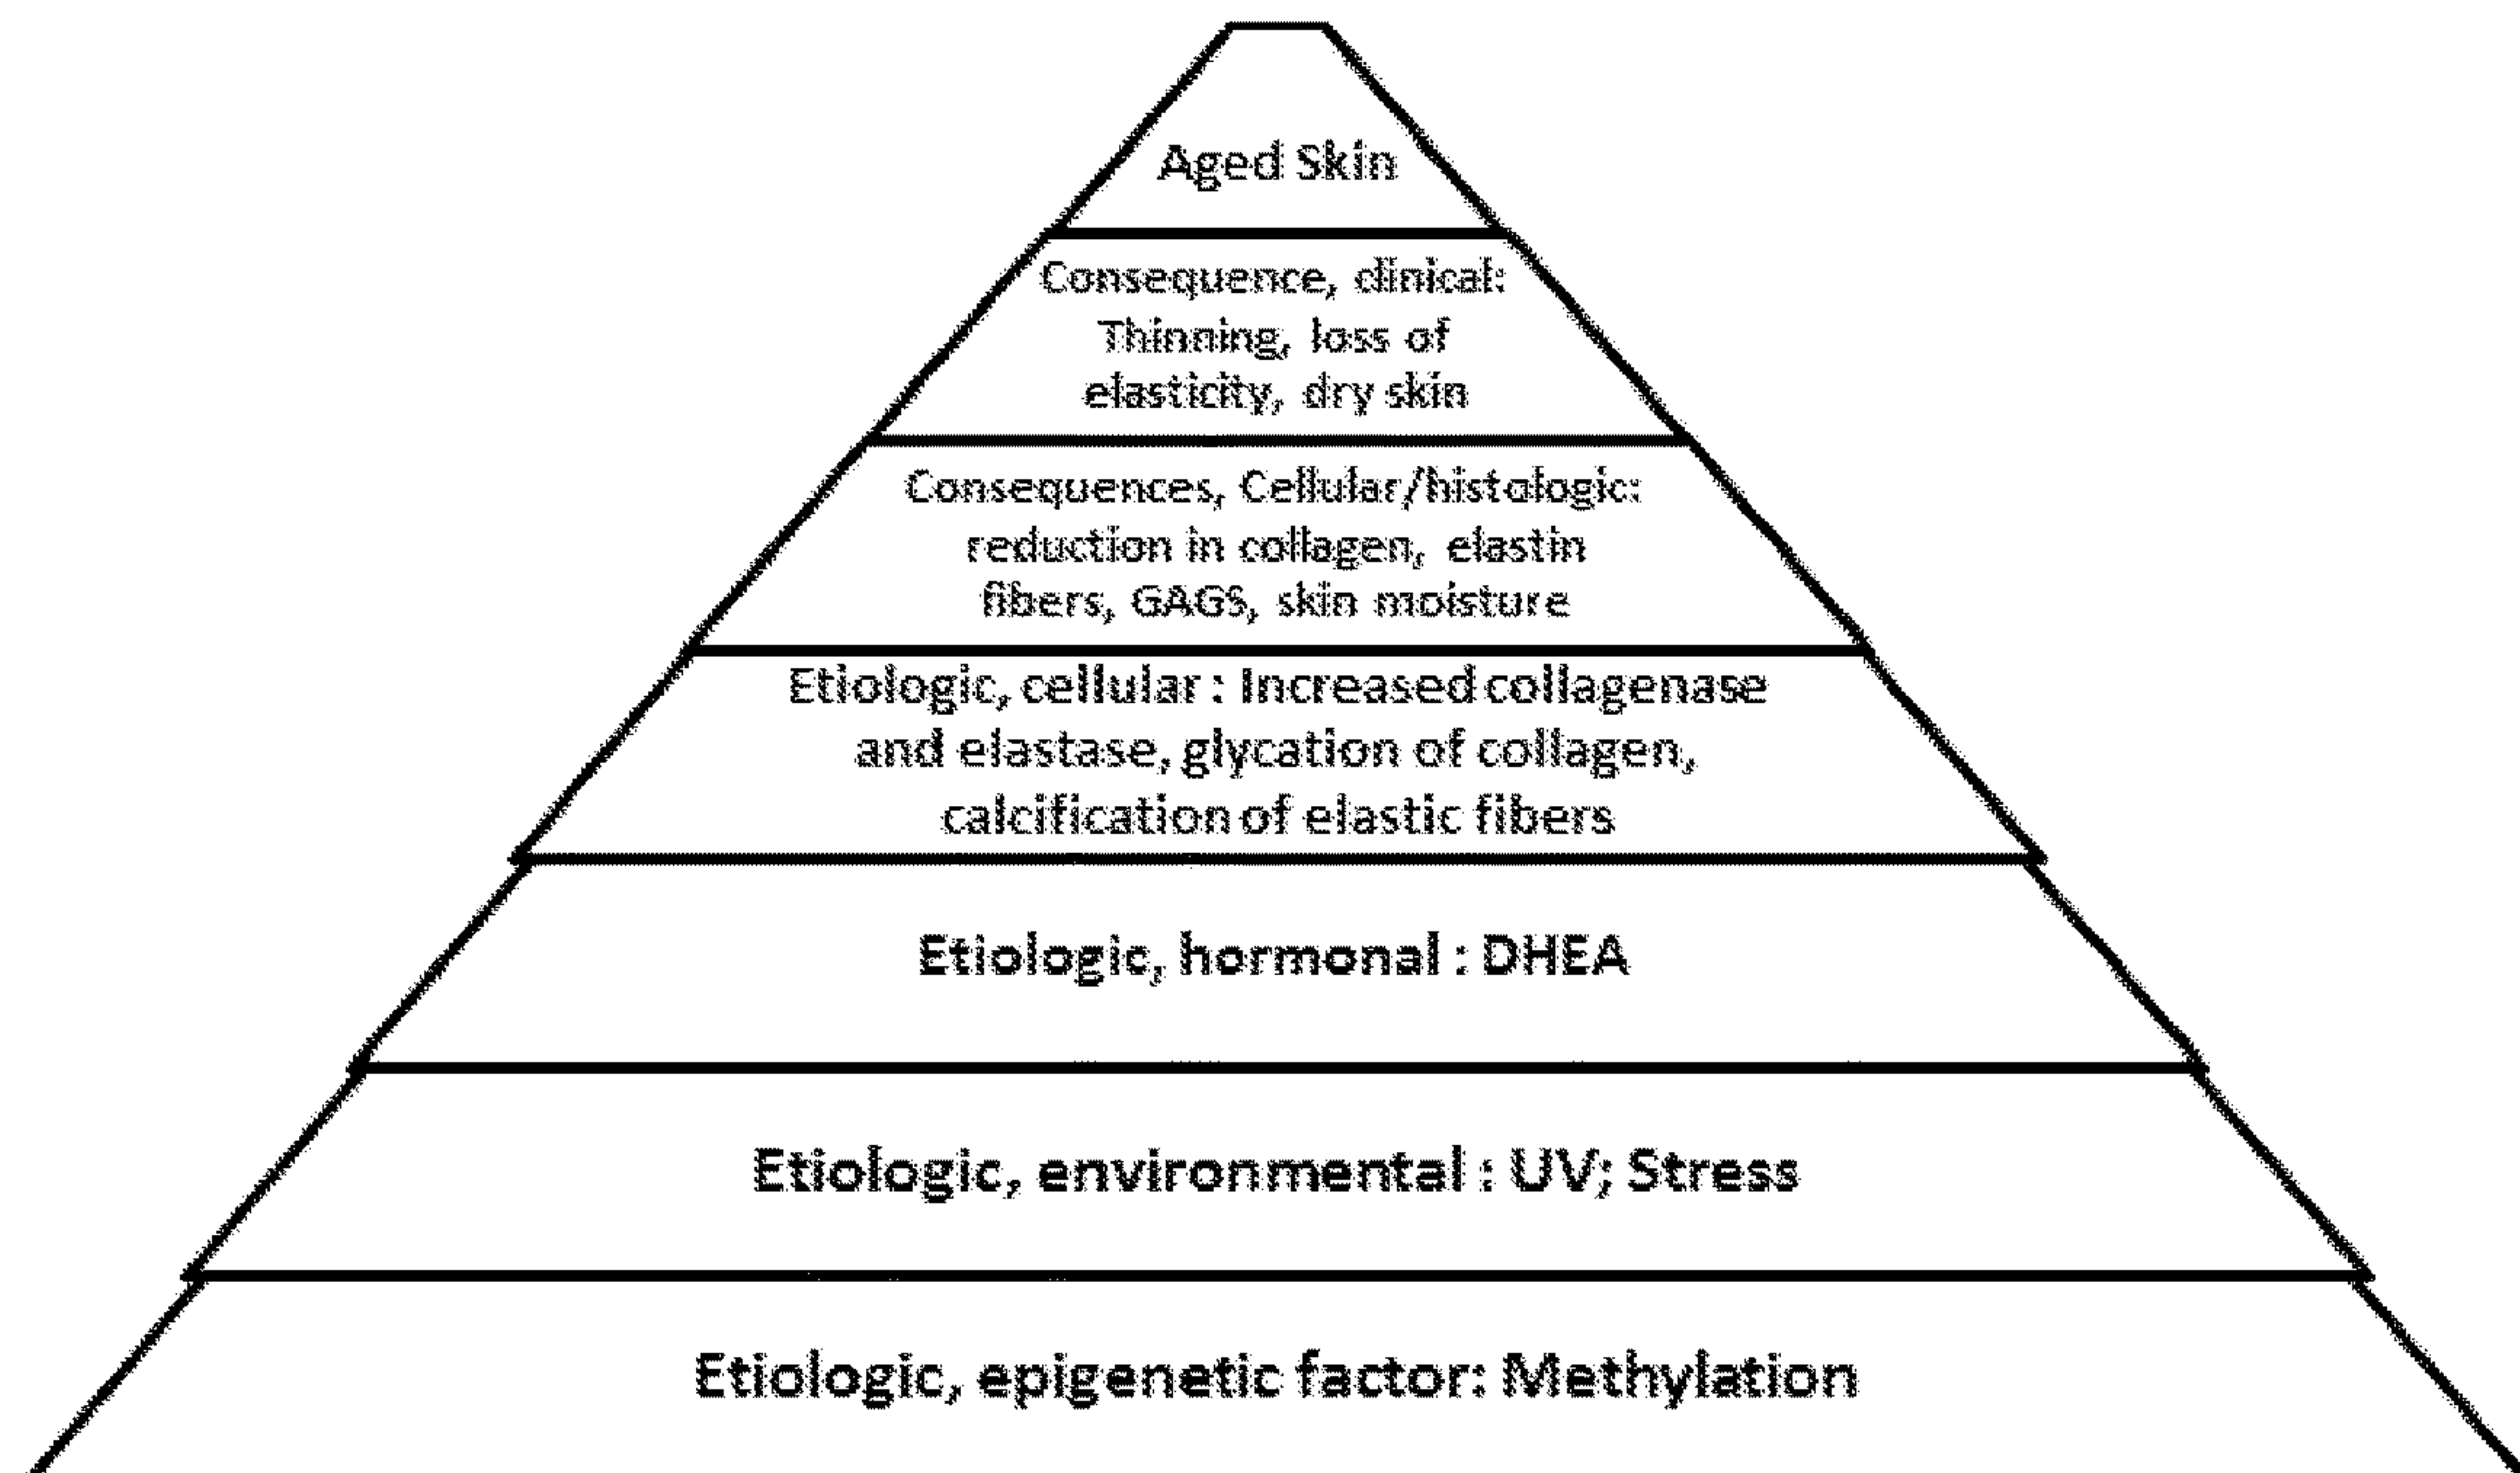 Aged Skin
Consequence, clinical:
Thinning, loss of
elasticity, dry skin
Consequences, Cellular/histologic:
reduction in collagen, elastin
fibers, GAGS, skin moisture
Etiologic, cellular : Increased collagenase
and elastase, glycation of collagen,
calcification of elastic fibers
Etiologic, hormonal : DHEA
Etiologic, environmental : UV; Stress
Etiologic, epigenetic factor: Methylation